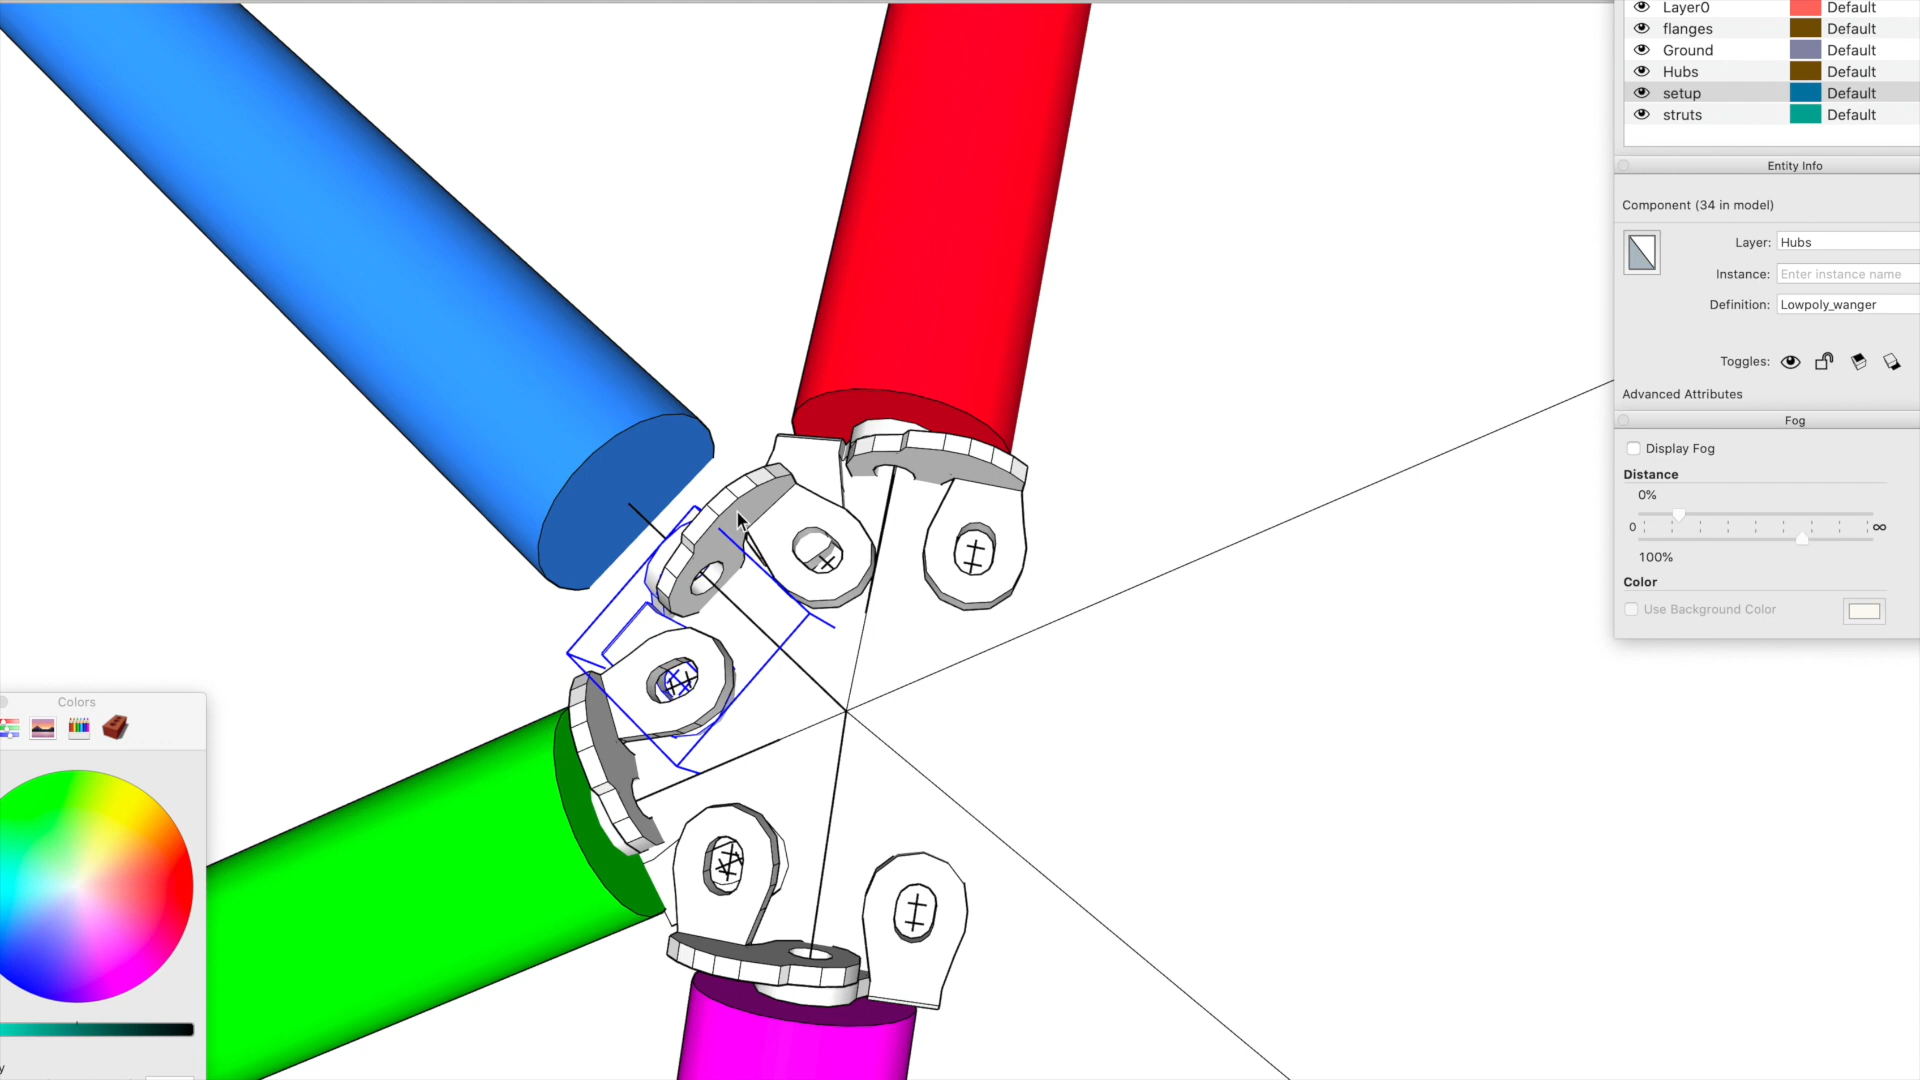 Layer0 Default
flanges Default
Ground Default
Hubs Default
setup Default
struts Default
Entity Info
Component (34 in model)
Layer: Hubs
Instance: Enter instance name
Definition: Lowpoly_wanger
Toggles:
Advanced Attributes
Fog
Display Fog
Distance
0%
0 ∞
100%
Color
Use Background Color
Colors
y